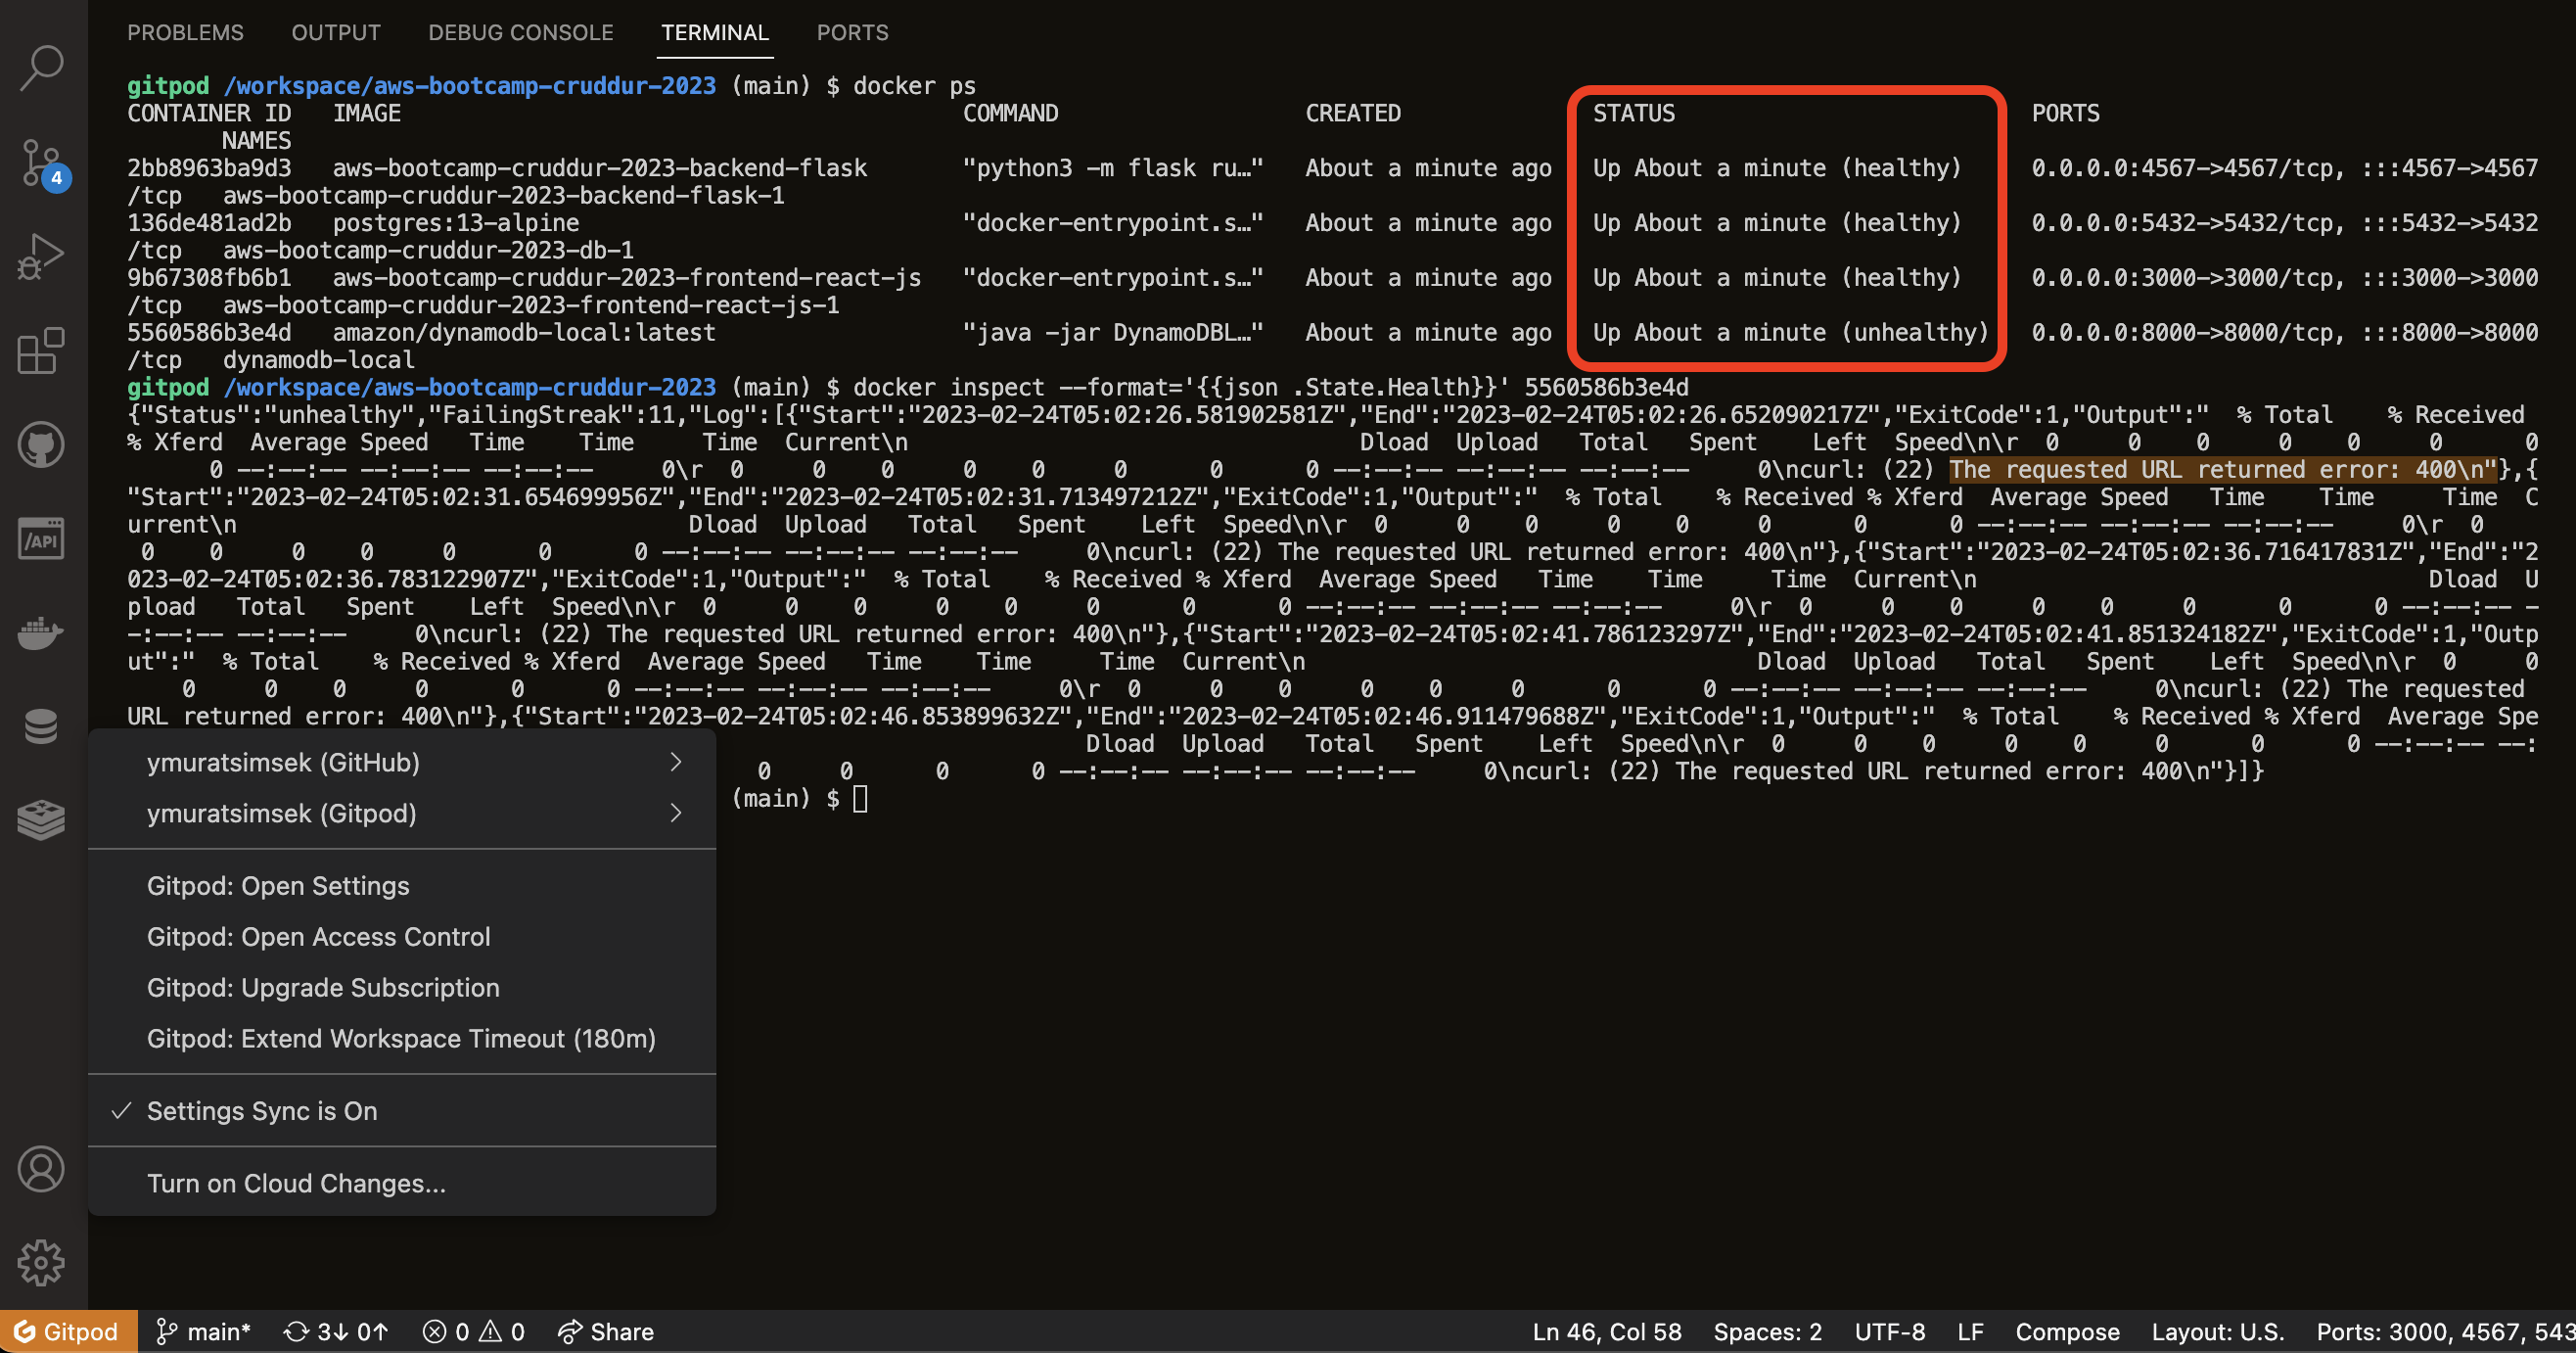 PROBLEMS OUTPUT DEBUG CONSOLE TERMINAL PORTS
gitpod /workspace/aws-bootcamp-cruddur-2023 (main) $ docker ps
CONTAINER ID IMAGE COMMAND CREATED STATUS PORTS
NAMES
2bb8963ba9d3 aws-bootcamp-cruddur-2023-backend-flask "python3 -m flask ru…" About a minute ago Up About a minute (healthy) 0.0.0.0:4567->4567/tcp, :::4567->4567
/tcp aws-bootcamp-cruddur-2023-backend-flask-1
136de481ad2b postgres:13-alpine "docker-entrypoint.s…" About a minute ago Up About a minute (healthy) 0.0.0.0:5432->5432/tcp, :::5432->5432
/tcp aws-bootcamp-cruddur-2023-db-1
9b67308fb6b1 aws-bootcamp-cruddur-2023-frontend-react-js "docker-entrypoint.s…" About a minute ago Up About a minute (healthy) 0.0.0.0:3000->3000/tcp, :::3000->3000
/tcp aws-bootcamp-cruddur-2023-frontend-react-js-1
5560586b3e4d amazon/dynamodb-local:latest "java -jar DynamoDBL…" About a minute ago Up About a minute (unhealthy) 0.0.0.0:8000->8000/tcp, :::8000->8000
/tcp dynamodb-local
gitpod /workspace/aws-bootcamp-cruddur-2023 (main) $ docker inspect --format='{{json .State.Health}}' 5560586b3e4d
{"Status":"unhealthy","FailingStreak":11,"Log":[{"Start":"2023-02-24T05:02:26.581902581Z","End":"2023-02-24T05:02:26.652090217Z","ExitCode":1,"Output":" % Total % Received
% Xferd Average Speed Time Time Time Current\n Dload Upload Total Spent Left Speed\n\r 0 0 0 0 0 0 0
0 --:--:-- --:--:-- --:--:-- 0\r 0 0 0 0 0 0 0 0 --:--:-- --:--:-- --:--:-- 0\ncurl: (22) The requested URL returned error: 400\n"},{
"Start":"2023-02-24T05:02:31.654699956Z","End":"2023-02-24T05:02:31.713497212Z","ExitCode":1,"Output":" % Total % Received % Xferd Average Speed Time Time Time C
urrent\n Dload Upload Total Spent Left Speed\n\r 0 0 0 0 0 0 0 0 --:--:-- --:--:-- --:--:-- 0\r 0
0 0 0 0 0 0 0 --:--:-- --:--:-- --:--:-- 0\ncurl: (22) The requested URL returned error: 400\n"},{"Start":"2023-02-24T05:02:36.716417831Z","End":"2
023-02-24T05:02:36.783122907Z","ExitCode":1,"Output":" % Total % Received % Xferd Average Speed Time Time Time Current\n Dload U
pload Total Spent Left Speed\n\r 0 0 0 0 0 0 0 0 --:--:-- --:--:-- --:--:-- 0\r 0 0 0 0 0 0 0 0 --:--:-- -
-:--:-- --:--:-- 0\ncurl: (22) The requested URL returned error: 400\n"},{"Start":"2023-02-24T05:02:41.786123297Z","End":"2023-02-24T05:02:41.851324182Z","ExitCode":1,"Outp
ut":" % Total % Received % Xferd Average Speed Time Time Time Current\n Dload Upload Total Spent Left Speed\n\r 0 0
0 0 0 0 0 0 --:--:-- --:--:-- --:--:-- 0\r 0 0 0 0 0 0 0 0 --:--:-- --:--:-- --:--:-- 0\ncurl: (22) The requested
URL returned error: 400\n"},{"Start":"2023-02-24T05:02:46.853899632Z","End":"2023-02-24T05:02:46.911479688Z","ExitCode":1,"Output":" % Total % Received % Xferd Average Spe
Dload Upload Total Spent Left Speed\n\r 0 0 0 0 0 0 0 0 --:--:-- --:
0 0 0 0 --:--:-- --:--:-- --:--:-- 0\ncurl: (22) The requested URL returned error: 400\n"}]}
(main) $
4
/API
ymuratsimsek (GitHub)
ymuratsimsek (Gitpod)
Gitpod: Open Settings
Gitpod: Open Access Control
Gitpod: Upgrade Subscription
Gitpod: Extend Workspace Timeout (180m)
Settings Sync is On
Turn on Cloud Changes...
Gitpod main* 3↓ 0↑ 0 0 Share Ln 46, Col 58 Spaces: 2 UTF-8 LF Compose Layout: U.S. Ports: 3000, 4567, 543